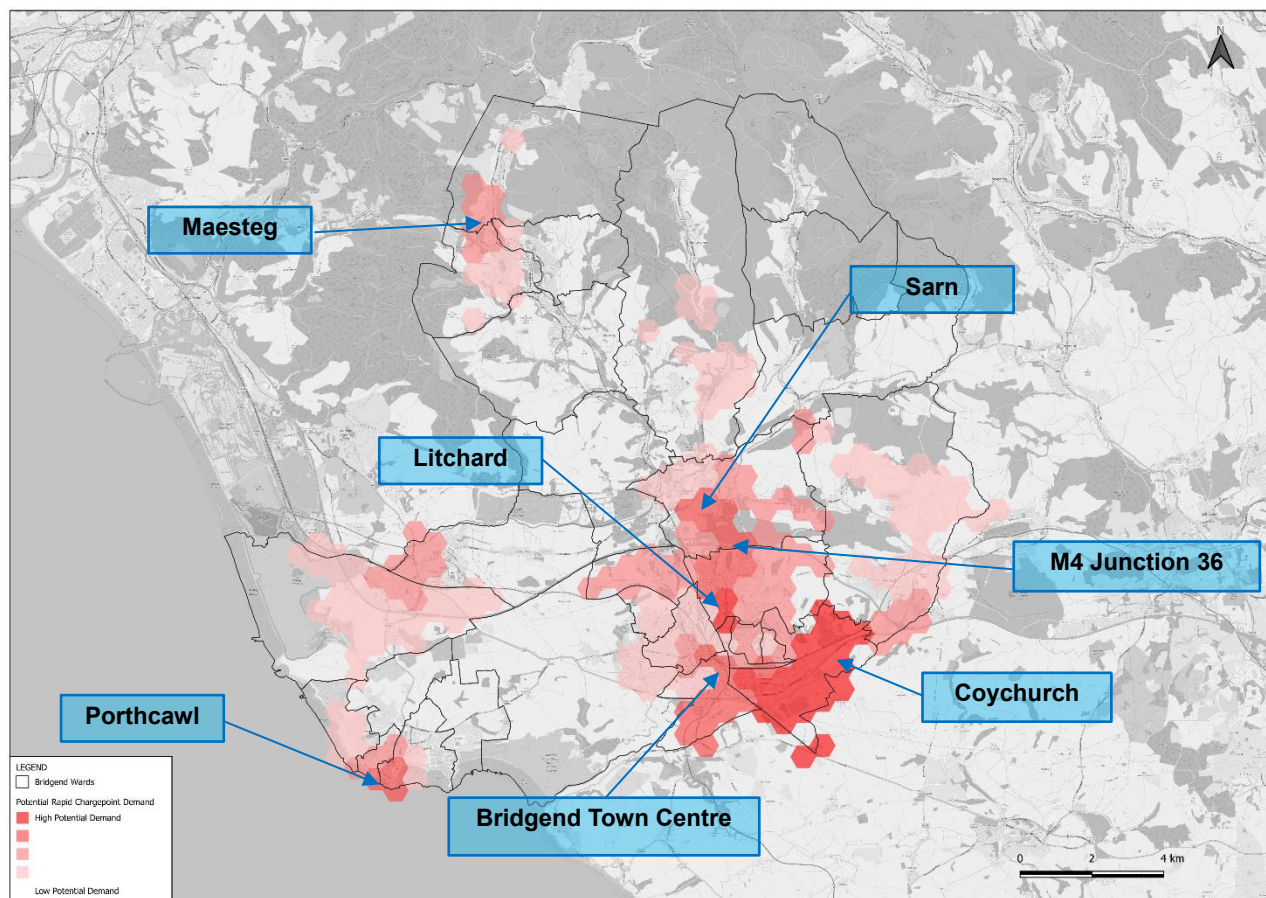 N
Maesteg
Sarn
Litchard
M4 Junction 36
Coychurch
Porthcawl
Bridgend Town Centre
LEGEND
Bridgend Wards
Potential Rapid Chargepoint Demand
High Potential Demand
Low Potential Demand
0 2 4 km